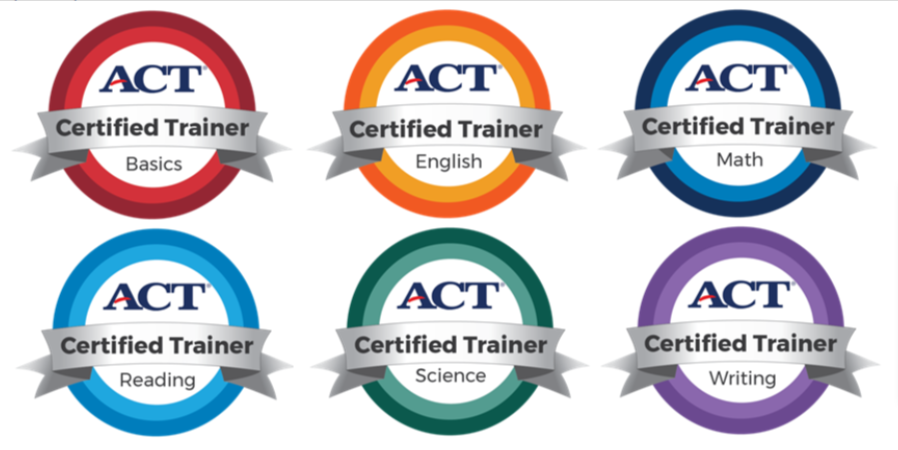 ACT
Certified Trainer
Basics
ACT
Certified Trainer
English
ACT
Certified Trainer
Math
ACT
Certified Trainer
Reading
ACT
Certified Trainer
Science
ACT
Certified Trainer
Writing